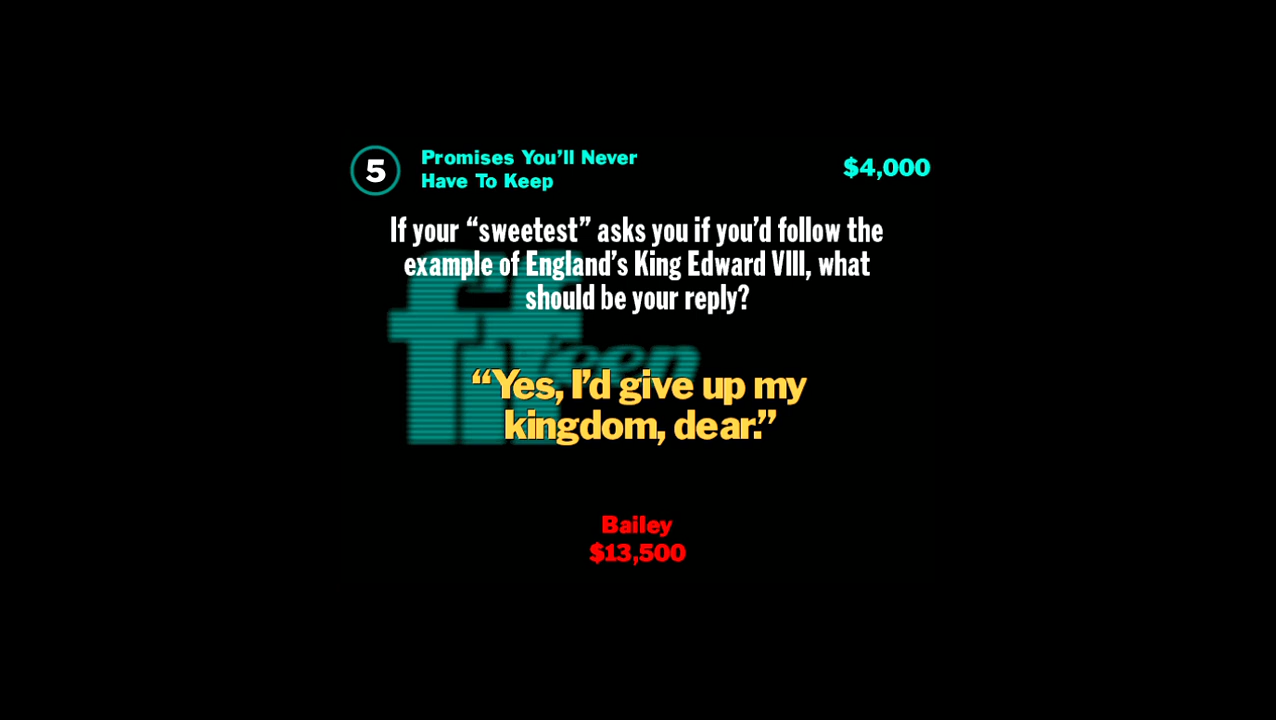 5
Promises You’ll Never
Have To Keep
$4,000
If your “sweetest” asks you if you’d follow the
example of England’s King Edward VIII, what
should be your reply?
fifteen
“Yes, I’d give up my
kingdom, dear.”
Bailey
$13,500